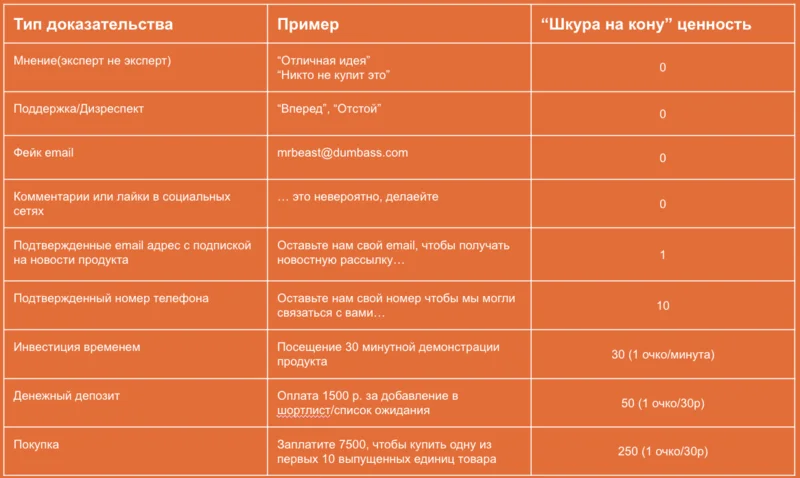 Тип доказательства
Пример
“Шкура на кону” ценность
Мнение(эксперт не эксперт)
“Отличная идея”
“Никто не купит это”
0
Поддержка/Дизреспект
“Вперед”, “Отстой”
0
Фейк email
mrbeast@dumbass.com
0
Комментарии или лайки в социальных
сетях
… это невероятно, делаейте
0
Подтвержденные email адрес с подпиской
на новости продукта
Оставьте нам свой email, чтобы получать
новостную рассылку…
1
Подтвержденный номер телефона
Оставьте нам свой номер чтобы мы могли
связаться с вами…
10
Инвестиция временем
Посещение 30 минутной демонстрации
продукта
30 (1 очко/минута)
Денежный депозит
Оплата 1500 р. за добавление в
шортлист/список ожидания
50 (1 очко/30р)
Покупка
Заплатите 7500, чтобы купить одну из
первых 10 выпущенных единиц товара
250 (1 очко/30р)